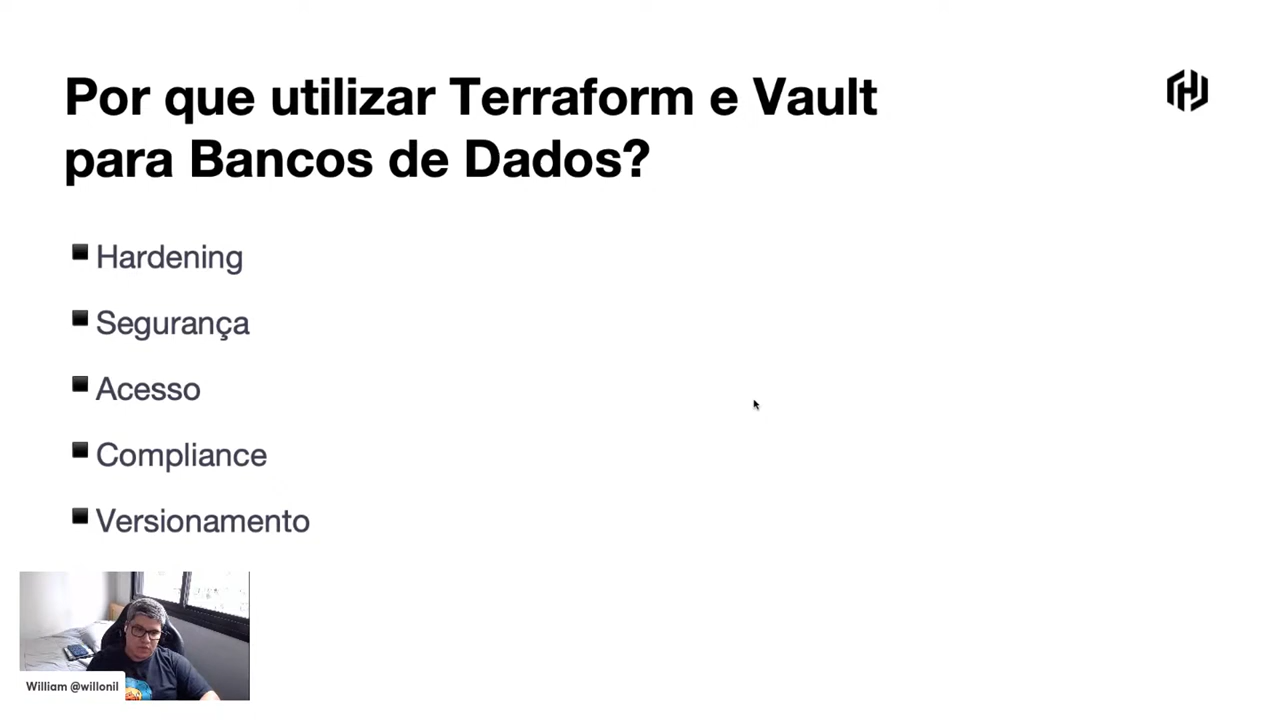 Por que utilizar Terraform e Vault
para Bancos de Dados?
Hardening
Segurança
Acesso
Compliance
Versionamento
William @willonil